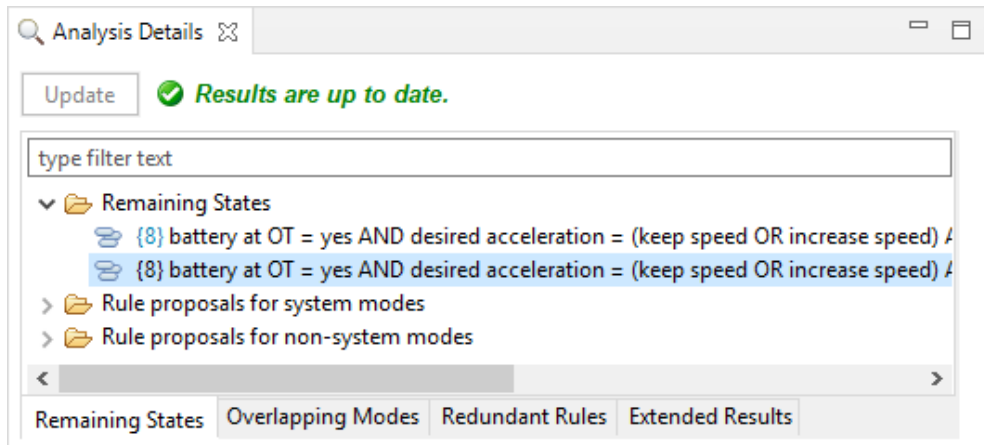 Analysis Details
Update Results are up to date.
type filter text
Remaining States
{8} battery at OT = yes AND desired acceleration = (keep speed OR increase speed)
{8} battery at OT = yes AND desired acceleration = (keep speed OR increase speed)
Rule proposals for system modes
Rule proposals for non-system modes
Remaining States Overlapping Modes Redundant Rules Extended Results